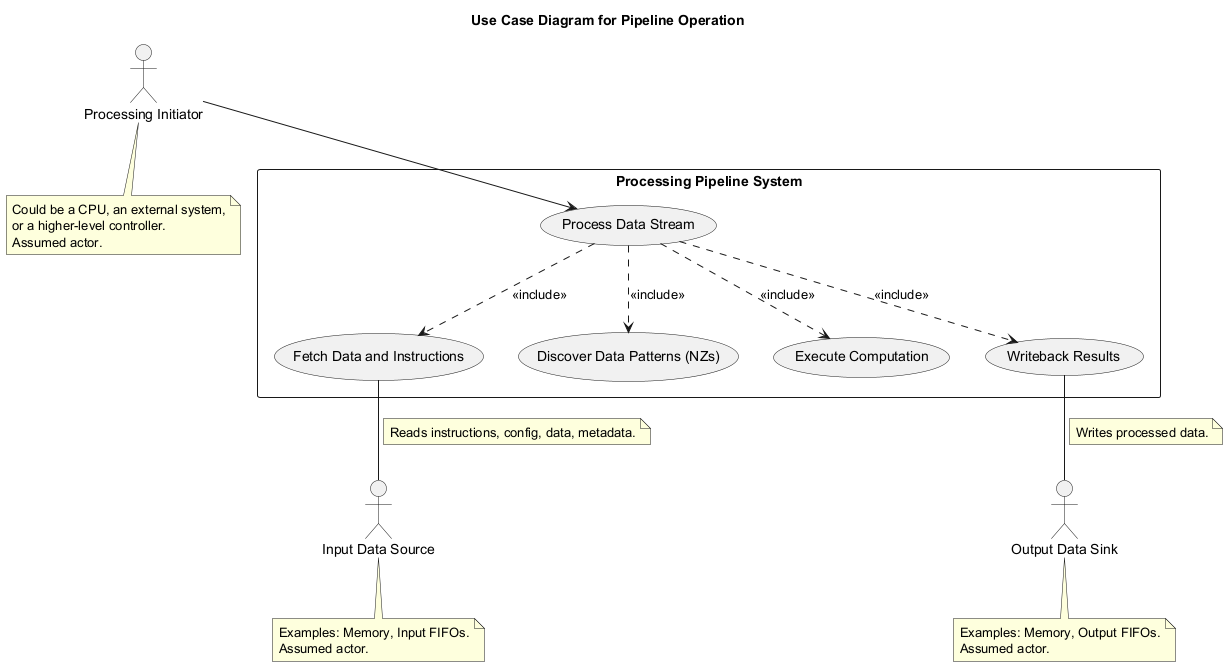 Use Case Diagram for Pipeline Operation
Processing Initiator
Could be a CPU, an external system,
or a higher-level controller.
Assumed actor.
Processing Pipeline System
Process Data Stream
«include»
«include»
«include»
«include»
Fetch Data and Instructions
Discover Data Patterns (NZs)
Execute Computation
Writeback Results
Reads instructions, config, data, metadata.
Writes processed data.
Input Data Source
Output Data Sink
Examples: Memory, Input FIFOs.
Assumed actor.
Examples: Memory, Output FIFOs.
Assumed actor.